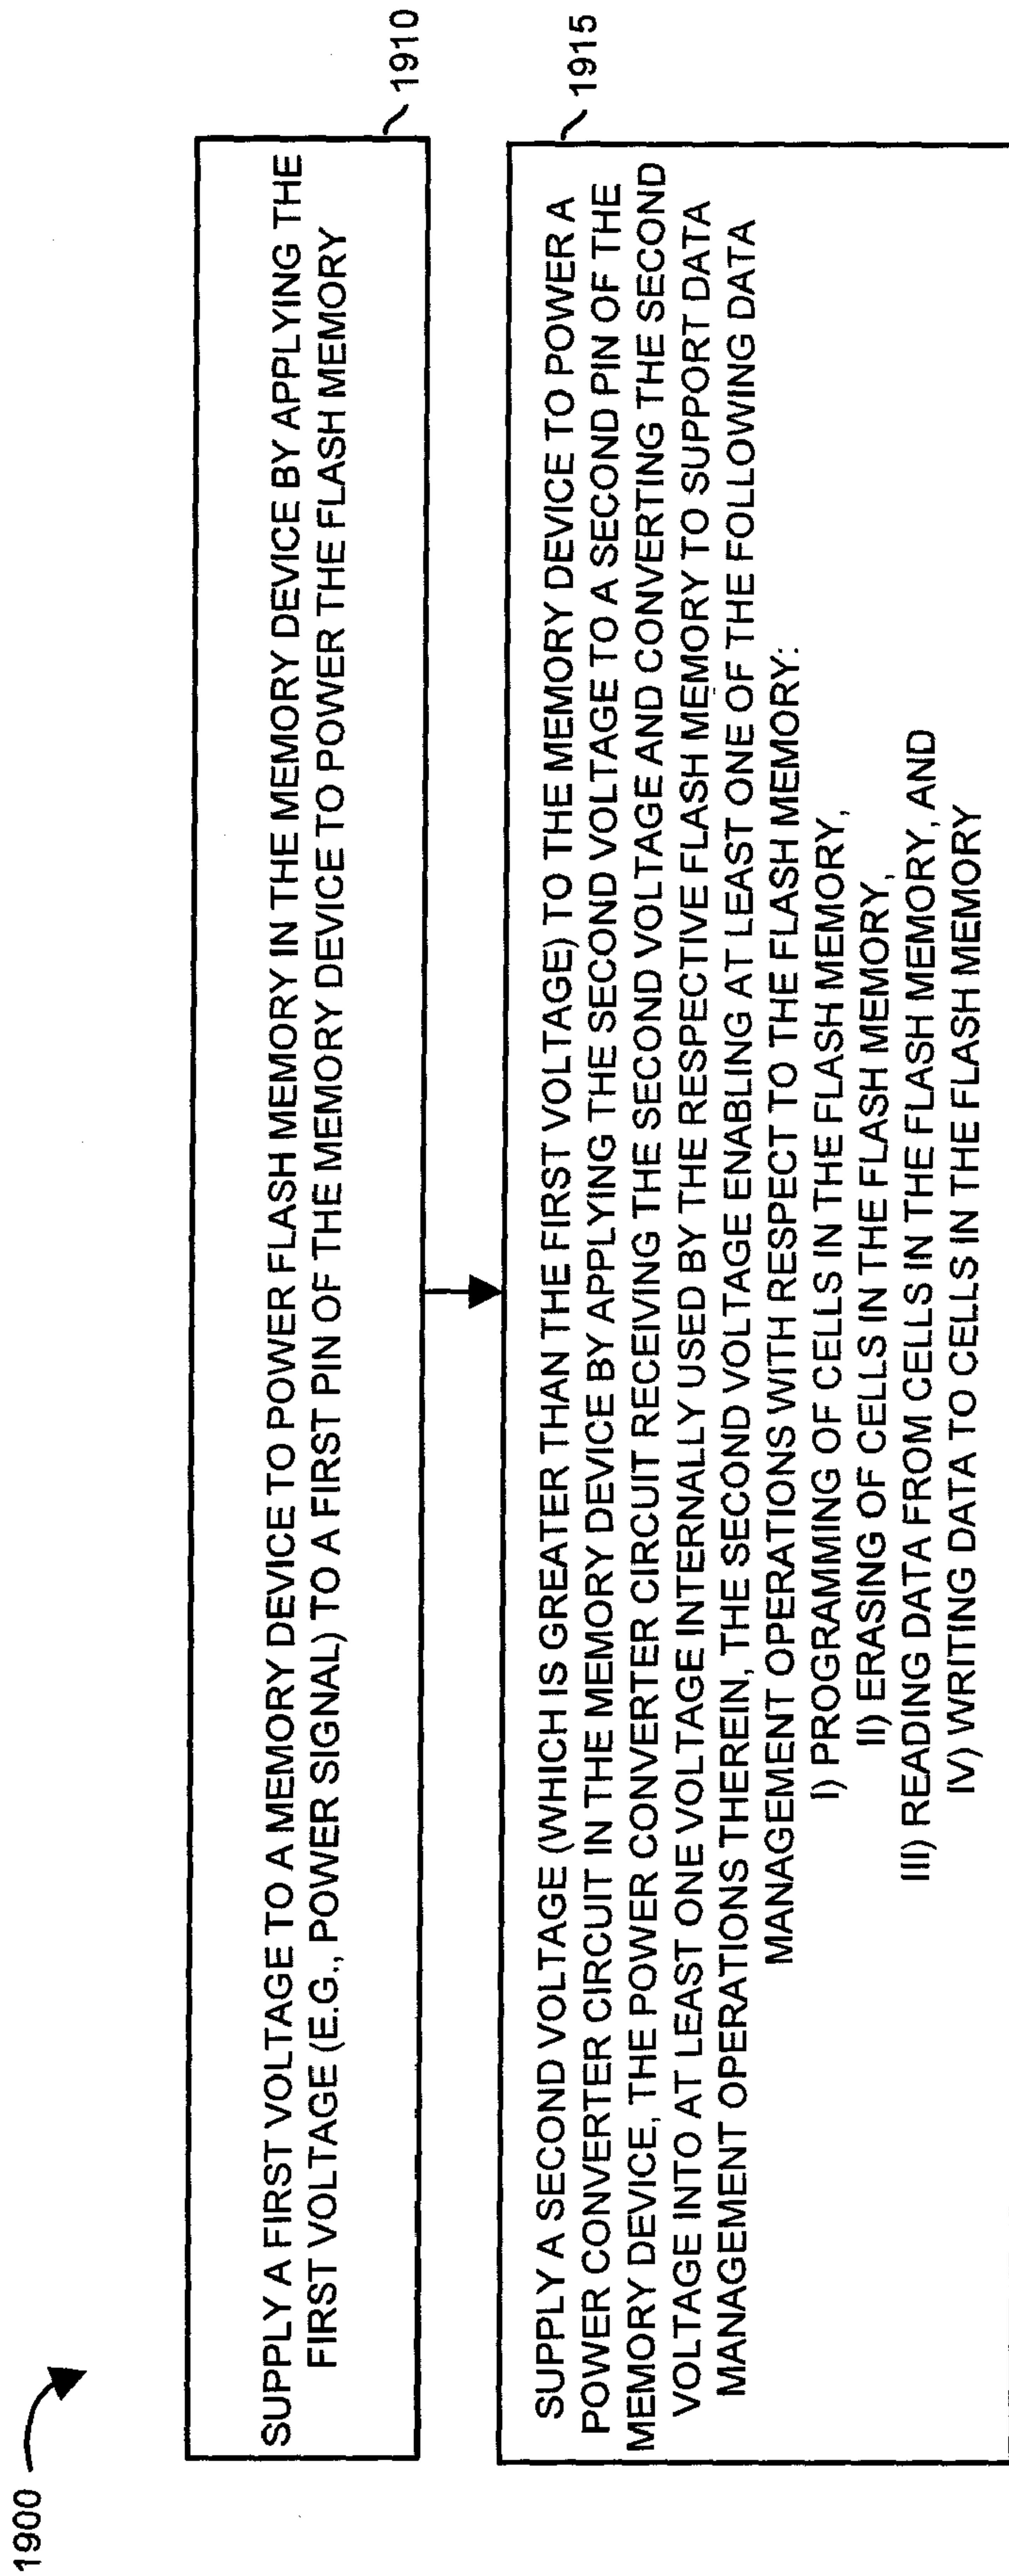 1900
SUPPLY A FIRST VOLTAGE TO A MEMORY DEVICE TO POWER FLASH MEMORY IN THE MEMORY DEVICE BY APPLYING THE
FIRST VOLTAGE (E.G., POWER SIGNAL) TO A FIRST PIN OF THE MEMORY DEVICE TO POWER THE FLASH MEMORY
1910
SUPPLY A SECOND VOLTAGE (WHICH IS GREATER THAN THE FIRST VOLTAGE) TO THE MEMORY DEVICE TO POWER A
POWER CONVERTER CIRCUIT IN THE MEMORY DEVICE BY APPLYING THE SECOND VOLTAGE TO A SECOND PIN OF THE
MEMORY DEVICE, THE POWER CONVERTER CIRCUIT RECEIVING THE SECOND VOLTAGE AND CONVERTING THE SECOND
VOLTAGE INTO AT LEAST ONE VOLTAGE INTERNALLY USED BY THE RESPECTIVE FLASH MEMORY TO SUPPORT DATA
MANAGEMENT OPERATIONS THEREIN, THE SECOND VOLTAGE ENABLING AT LEAST ONE OF THE FOLLOWING DATA
MANAGEMENT OPERATIONS WITH RESPECT TO THE FLASH MEMORY:
I) PROGRAMMING OF CELLS IN THE FLASH MEMORY,
II) ERASING OF CELLS IN THE FLASH MEMORY,
III) READING DATA FROM CELLS IN THE FLASH MEMORY, AND
IV) WRITING DATA TO CELLS IN THE FLASH MEMORY
1915